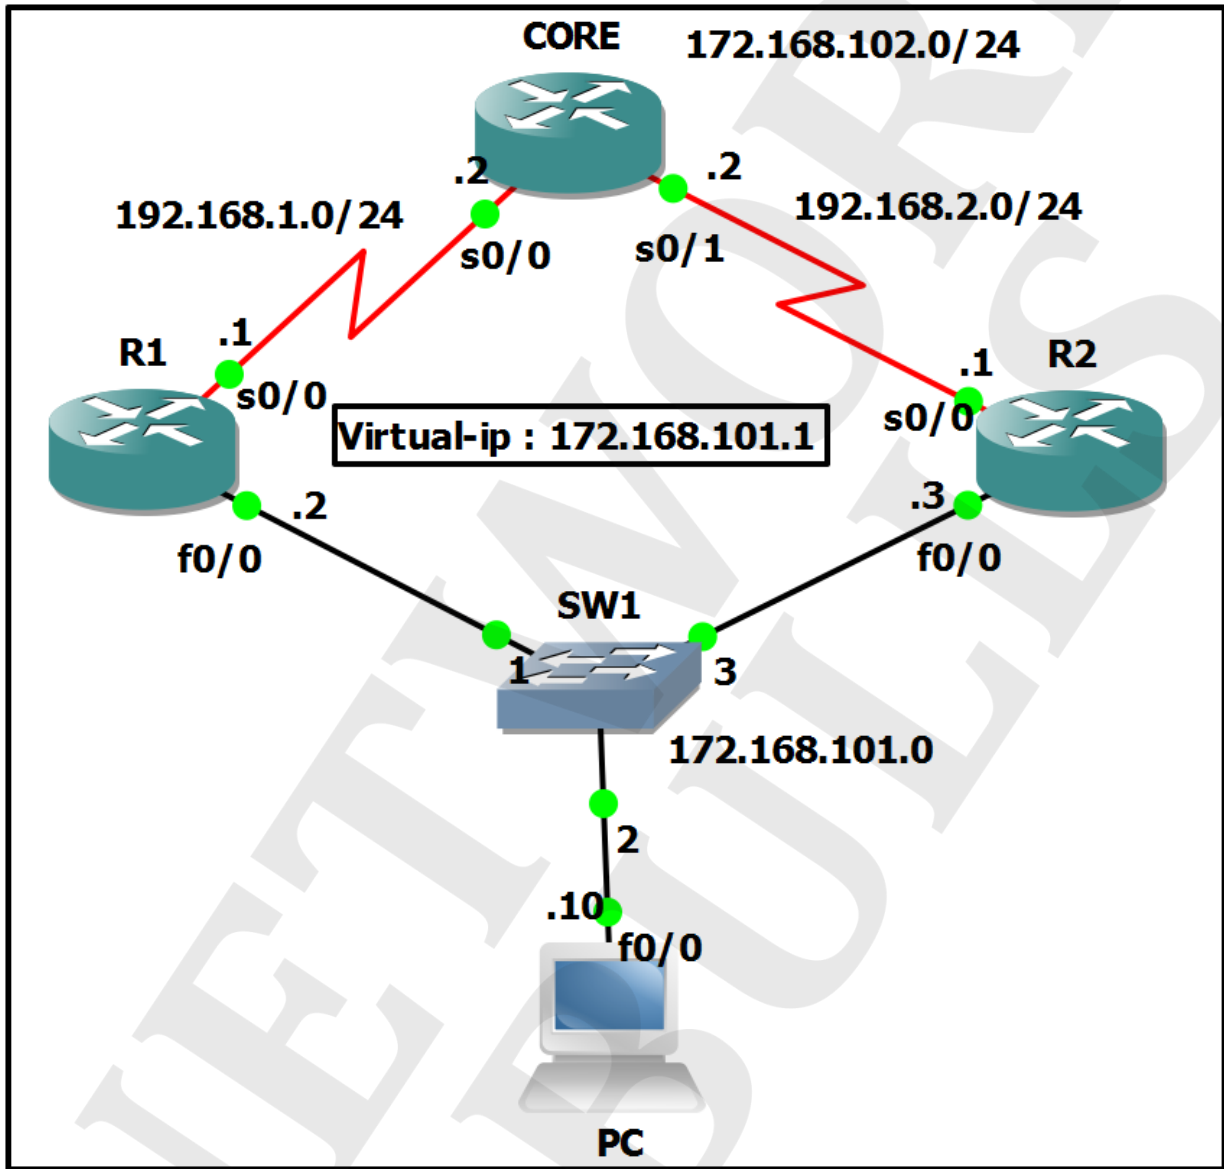 CORE
172.168.102.0/24
.2
.2
192.168.1.0/24
192.168.2.0/24
s0/0
s0/1
.1
R1
s0/0
.1
R2
s0/0
Virtual-ip : 172.168.101.1
.2
.3
f0/0
f0/0
SW1
1
3
172.168.101.0
2
.10
f0/0
PC
NETWORK
BULLS